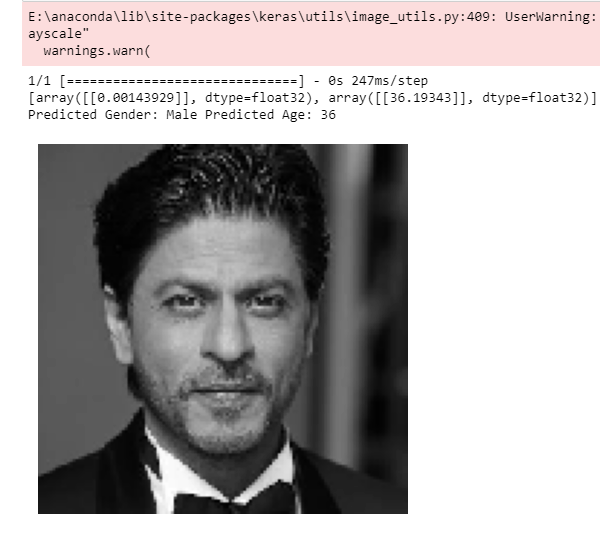 E:\anaconda\lib\site-packages\keras\utils\image_utils.py:409: UserWarning:
ayscale"
  warnings.warn(
1/1 [==============================] - 0s 247ms/step
[array([[0.00143929]], dtype=float32), array([[36.19343]], dtype=float32)]
Predicted Gender: Male Predicted Age: 36